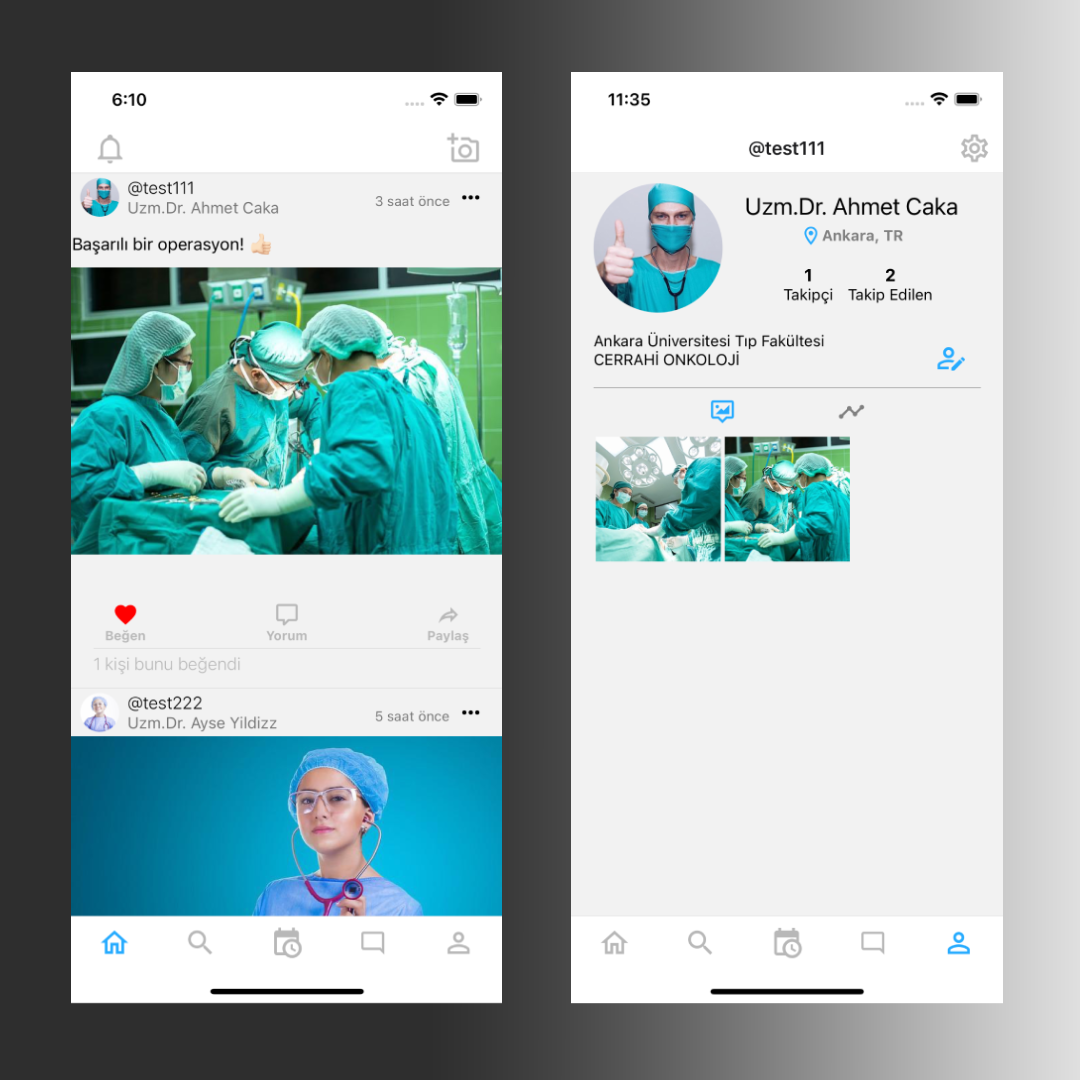 6:10
@test111
Uzm.Dr. Ahmet Caka
3 saat önce
Başarılı bir operasyon! 👍🏻
Beğen
Yorum
Paylaş
1 kişi bunu beğendi
@test222
Uzm.Dr. Ayse Yildizz
5 saat önce
11:35
@test111
Uzm.Dr. Ahmet Caka
Ankara, TR
1
2
Takipçi
Takip Edilen
Ankara Üniversitesi Tıp Fakültesi
CERRAHİ ONKOLOJİ